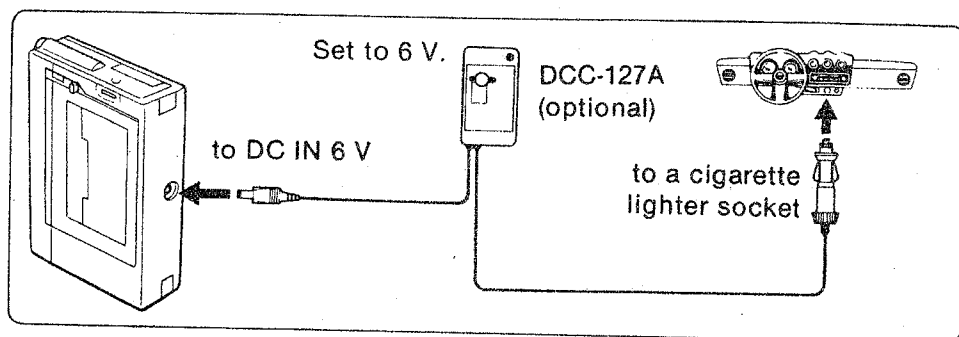 Set to 6 V.
DCC-127A
(optional)
to DC IN 6 V
to a cigarette
lighter socket